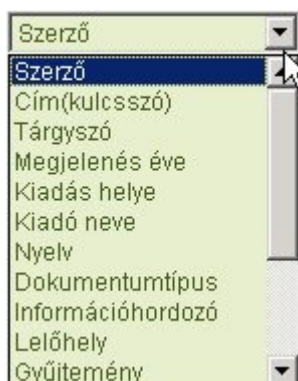 Szerző
Szerző
Cím(kulcsszó)
Tárgyszó
Megjelenés éve
Kiadás helye
Kiadó neve
Nyelv
Dokumentumtípus
Információhordozó
Lelőhely
Gyűjtemény